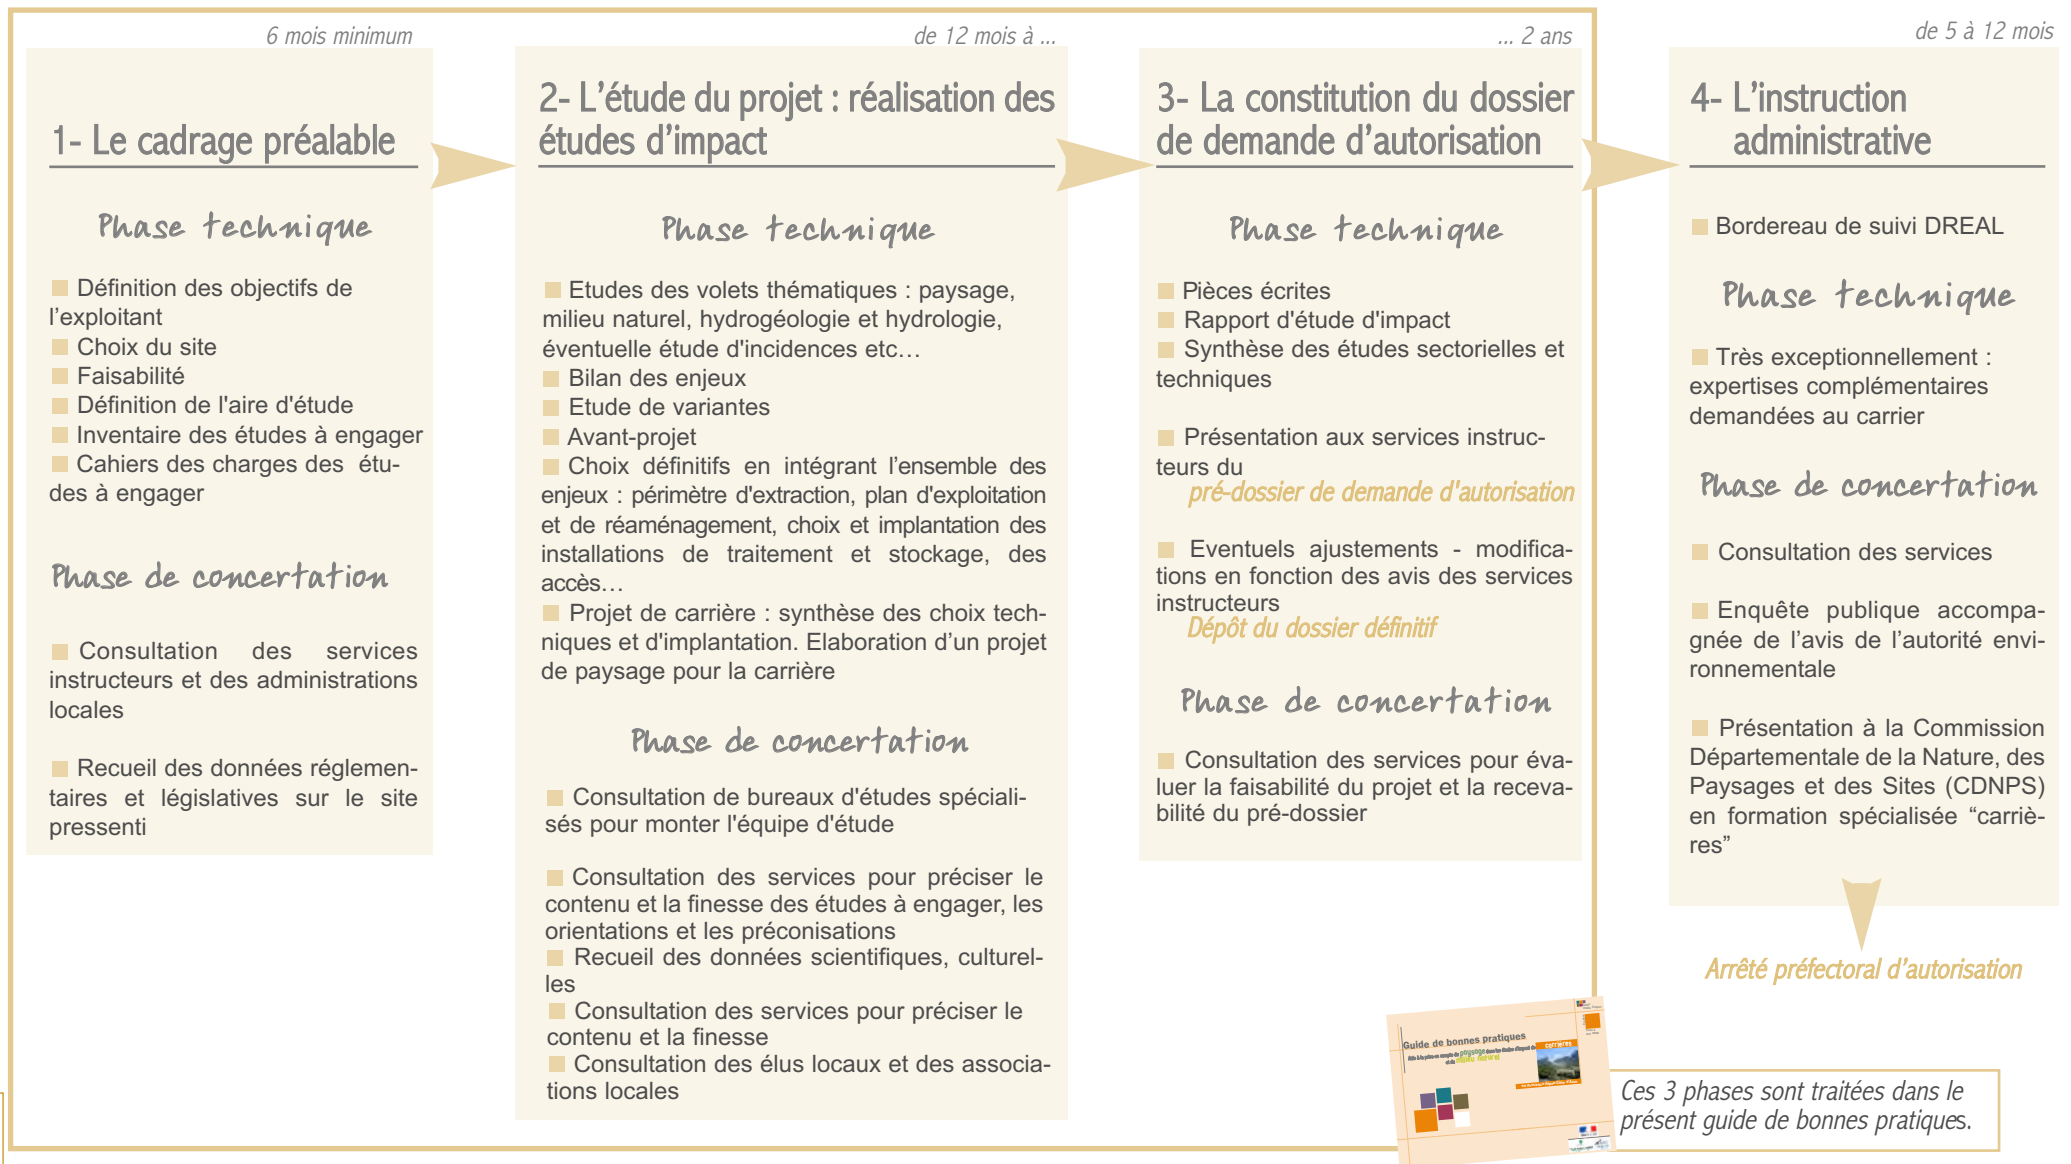 6 mois minimum
1- Le cadrage préalable
Phase technique
Définition des objectifs de
l'exploitant
Choix du site
Faisabilité
Définition de l'aire d'étude
Inventaire des études à engager
Cahiers des charges des étu-
des à engager
Phase de concertation
Consultation des services
instructeurs et des administrations
locales
Recueil des données réglemen-
taires et législatives sur le site
pressenti
de 12 mois à ...
2- L'étude du projet : réalisation des
études d'impact
Phase technique
Etudes des volets thématiques : paysage,
milieu naturel, hydrogéologie et hydrologie,
éventuelle étude d'incidences etc…
Bilan des enjeux
Etude de variantes
Avant-projet
Choix définitifs en intégrant l'ensemble des
enjeux : périmètre d'extraction, plan d'exploitation
et de réaménagement, choix et implantation des
installations de traitement et stockage, des
accès…
Projet de carrière : synthèse des choix tech-
niques et d'implantation. Elaboration d'un projet
de paysage pour la carrière
Phase de concertation
Consultation de bureaux d'études spéciali-
sés pour monter l'équipe d'étude
Consultation des services pour préciser le
contenu et la finesse des études à engager, les
orientations et les préconisations
Recueil des données scientifiques, culturel-
les
Consultation des services pour préciser le
contenu et la finesse
Consultation des élus locaux et des associa-
tions locales
... 2 ans
3- La constitution du dossier
de demande d'autorisation
Phase technique
Pièces écrites
Rapport d'étude d'impact
Synthèse des études sectorielles et
techniques
Présentation aux services instruc-
teurs du
pré-dossier de demande d'autorisation
Eventuels ajustements - modifica-
tions en fonction des avis des services
instructeurs
Dépôt du dossier définitif
Phase de concertation
Consultation des services pour éva-
luer la faisabilité du projet et la receva-
bilité du pré-dossier
de 5 à 12 mois
4- L'instruction
administrative
Bordereau de suivi DREAL
Phase technique
Très exceptionnellement :
expertises complémentaires
demandées au carrier
Phase de concertation
Consultation des services
Enquête publique accompa-
gnée de l'avis de l'autorité envi-
ronnementale
Présentation à la Commission
Départementale de la Nature, des
Paysages et des Sites (CDNPS)
en formation spécialisée “carriè-
res”
Arrêté préfectoral d'autorisation
Guide de bonnes pratiques
paysage
milieu naturel
carrières
Ces 3 phases sont traitées dans le
présent guide de bonnes pratiques.